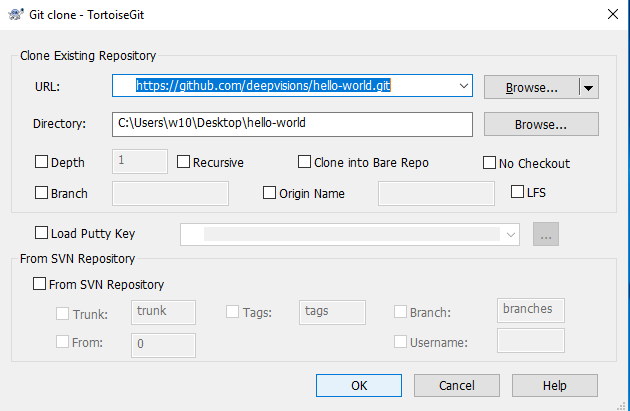 Git clone - TortoiseGit
Clone Existing Repository
URL: https://github.com/deepvisions/hello-world.git Browse...
Directory: C:\Users\w10\Desktop\hello-world Browse...
Depth 1 Recursive Clone into Bare Repo No Checkout
Branch Origin Name LFS
Load Putty Key ...
From SVN Repository
From SVN Repository
Trunk: trunk Tags: tags Branch: branches
From: 0 Username:
OK Cancel Help